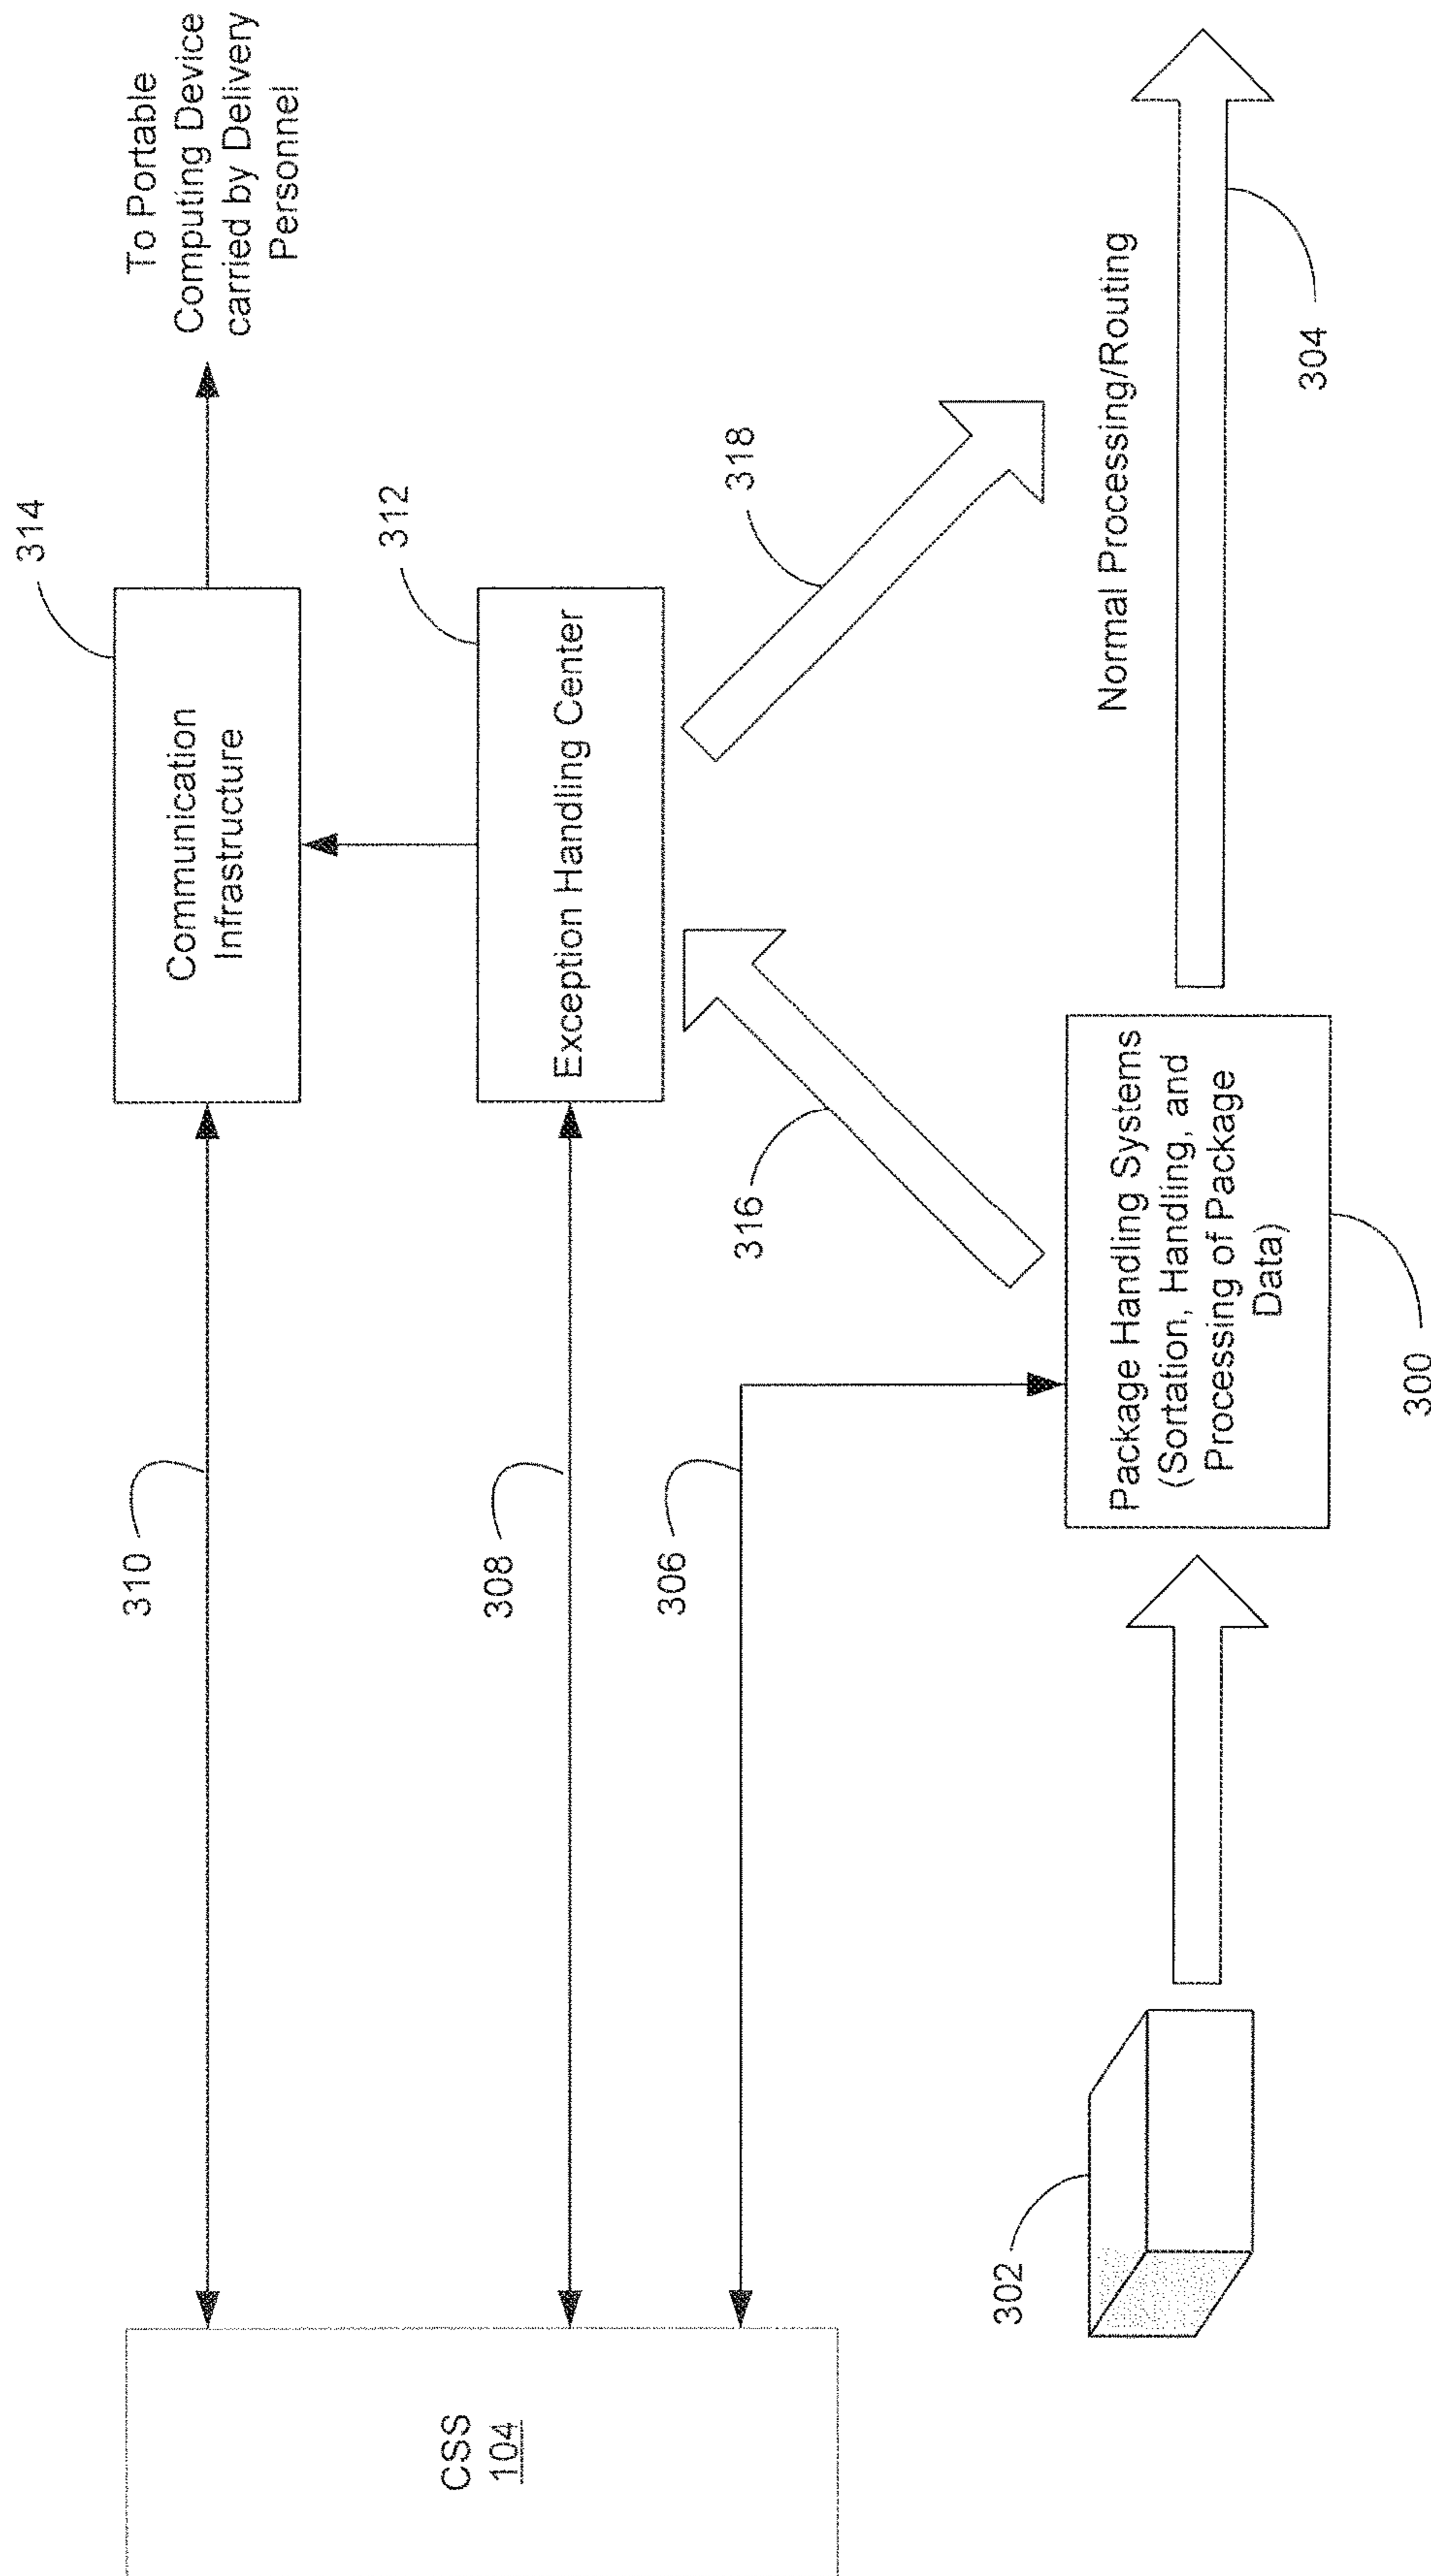 CSS
104
310
308
306
302
314
Communication
Infrastructure
To Portable
Computing Device
carried by Delivery
Personnel
312
Exception Handling Center
316
318
Package Handling Systems
(Sortation, Handling, and
Processing of Package
Data)
300
Normal Processing/Routing
304